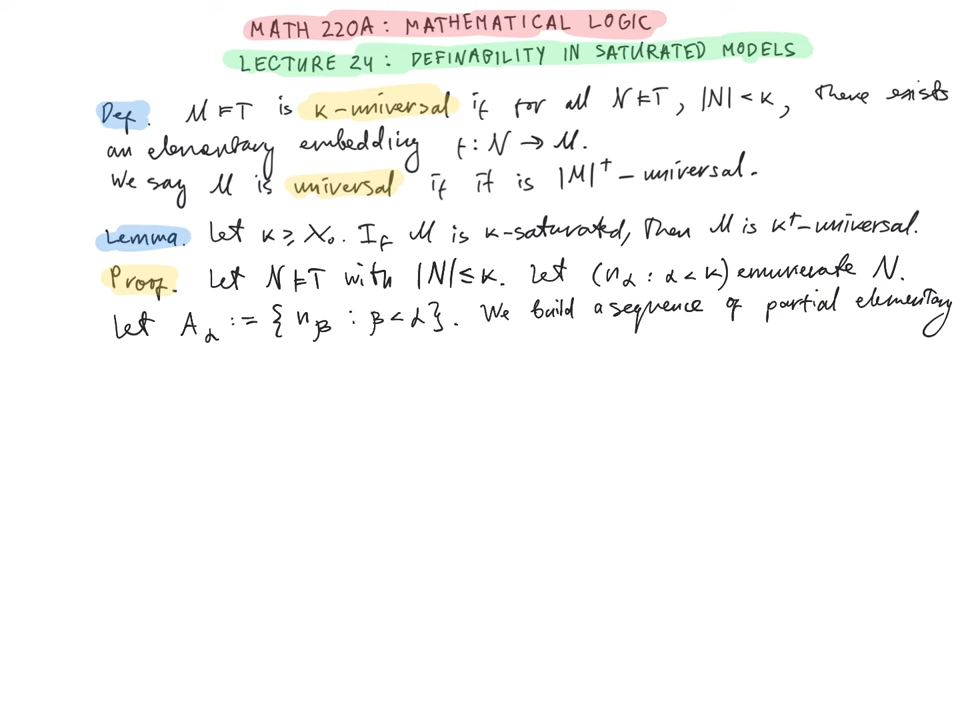 MATH 220A: MATHEMATICAL LOGIC
LECTURE 24: DEFINABILITY IN SATURATED MODELS
Def. M ⊨ T is κ-universal if for all N ⊨ T, |N| < κ, there exists
an elementary embedding f: N → M.
We say M is universal if it is |M|⁺-universal.
Lemma. Let κ ≥ ℵ₀. If M is κ-saturated, then M is κ⁺-universal.
Proof. Let N ⊨ T with |N| ≤ κ. Let (n_α : α < κ) enumerate N.
Let A_α := { n_β : β < α }. We build a sequence of partial elementary